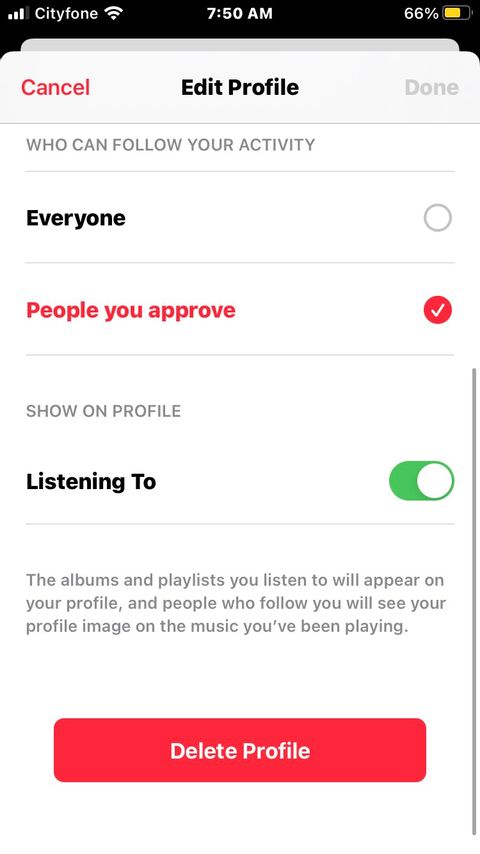 Cityfone 7:50 AM 66%
Cancel Edit Profile Done
WHO CAN FOLLOW YOUR ACTIVITY
Everyone
People you approve
SHOW ON PROFILE
Listening To
The albums and playlists you listen to will appear on
your profile, and people who follow you will see your
profile image on the music you’ve been playing.
Delete Profile